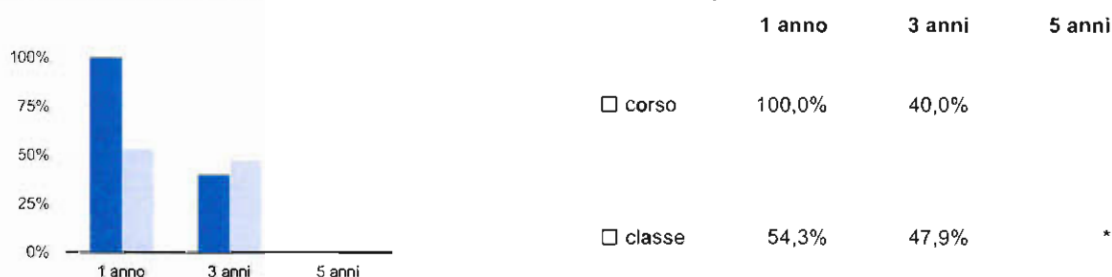 100%
75%
50%
25%
0%
1 anno 3 anni 5 anni
1 anno 3 anni 5 anni
corso 100,0% 40,0%
classe 54,3% 47,9% *